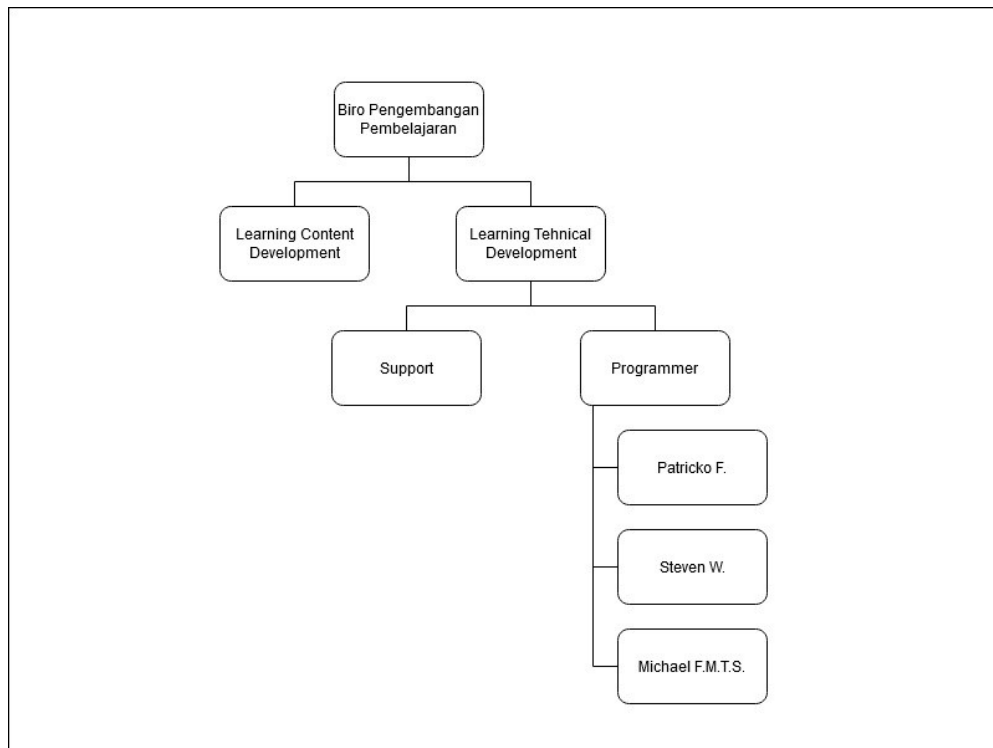 Biro Pengembangan
Pembelajaran
Learning Content
Development
Learning Tehnical
Development
Support
Programmer
Patricko F.
Steven W.
Michael F.M.T.S.